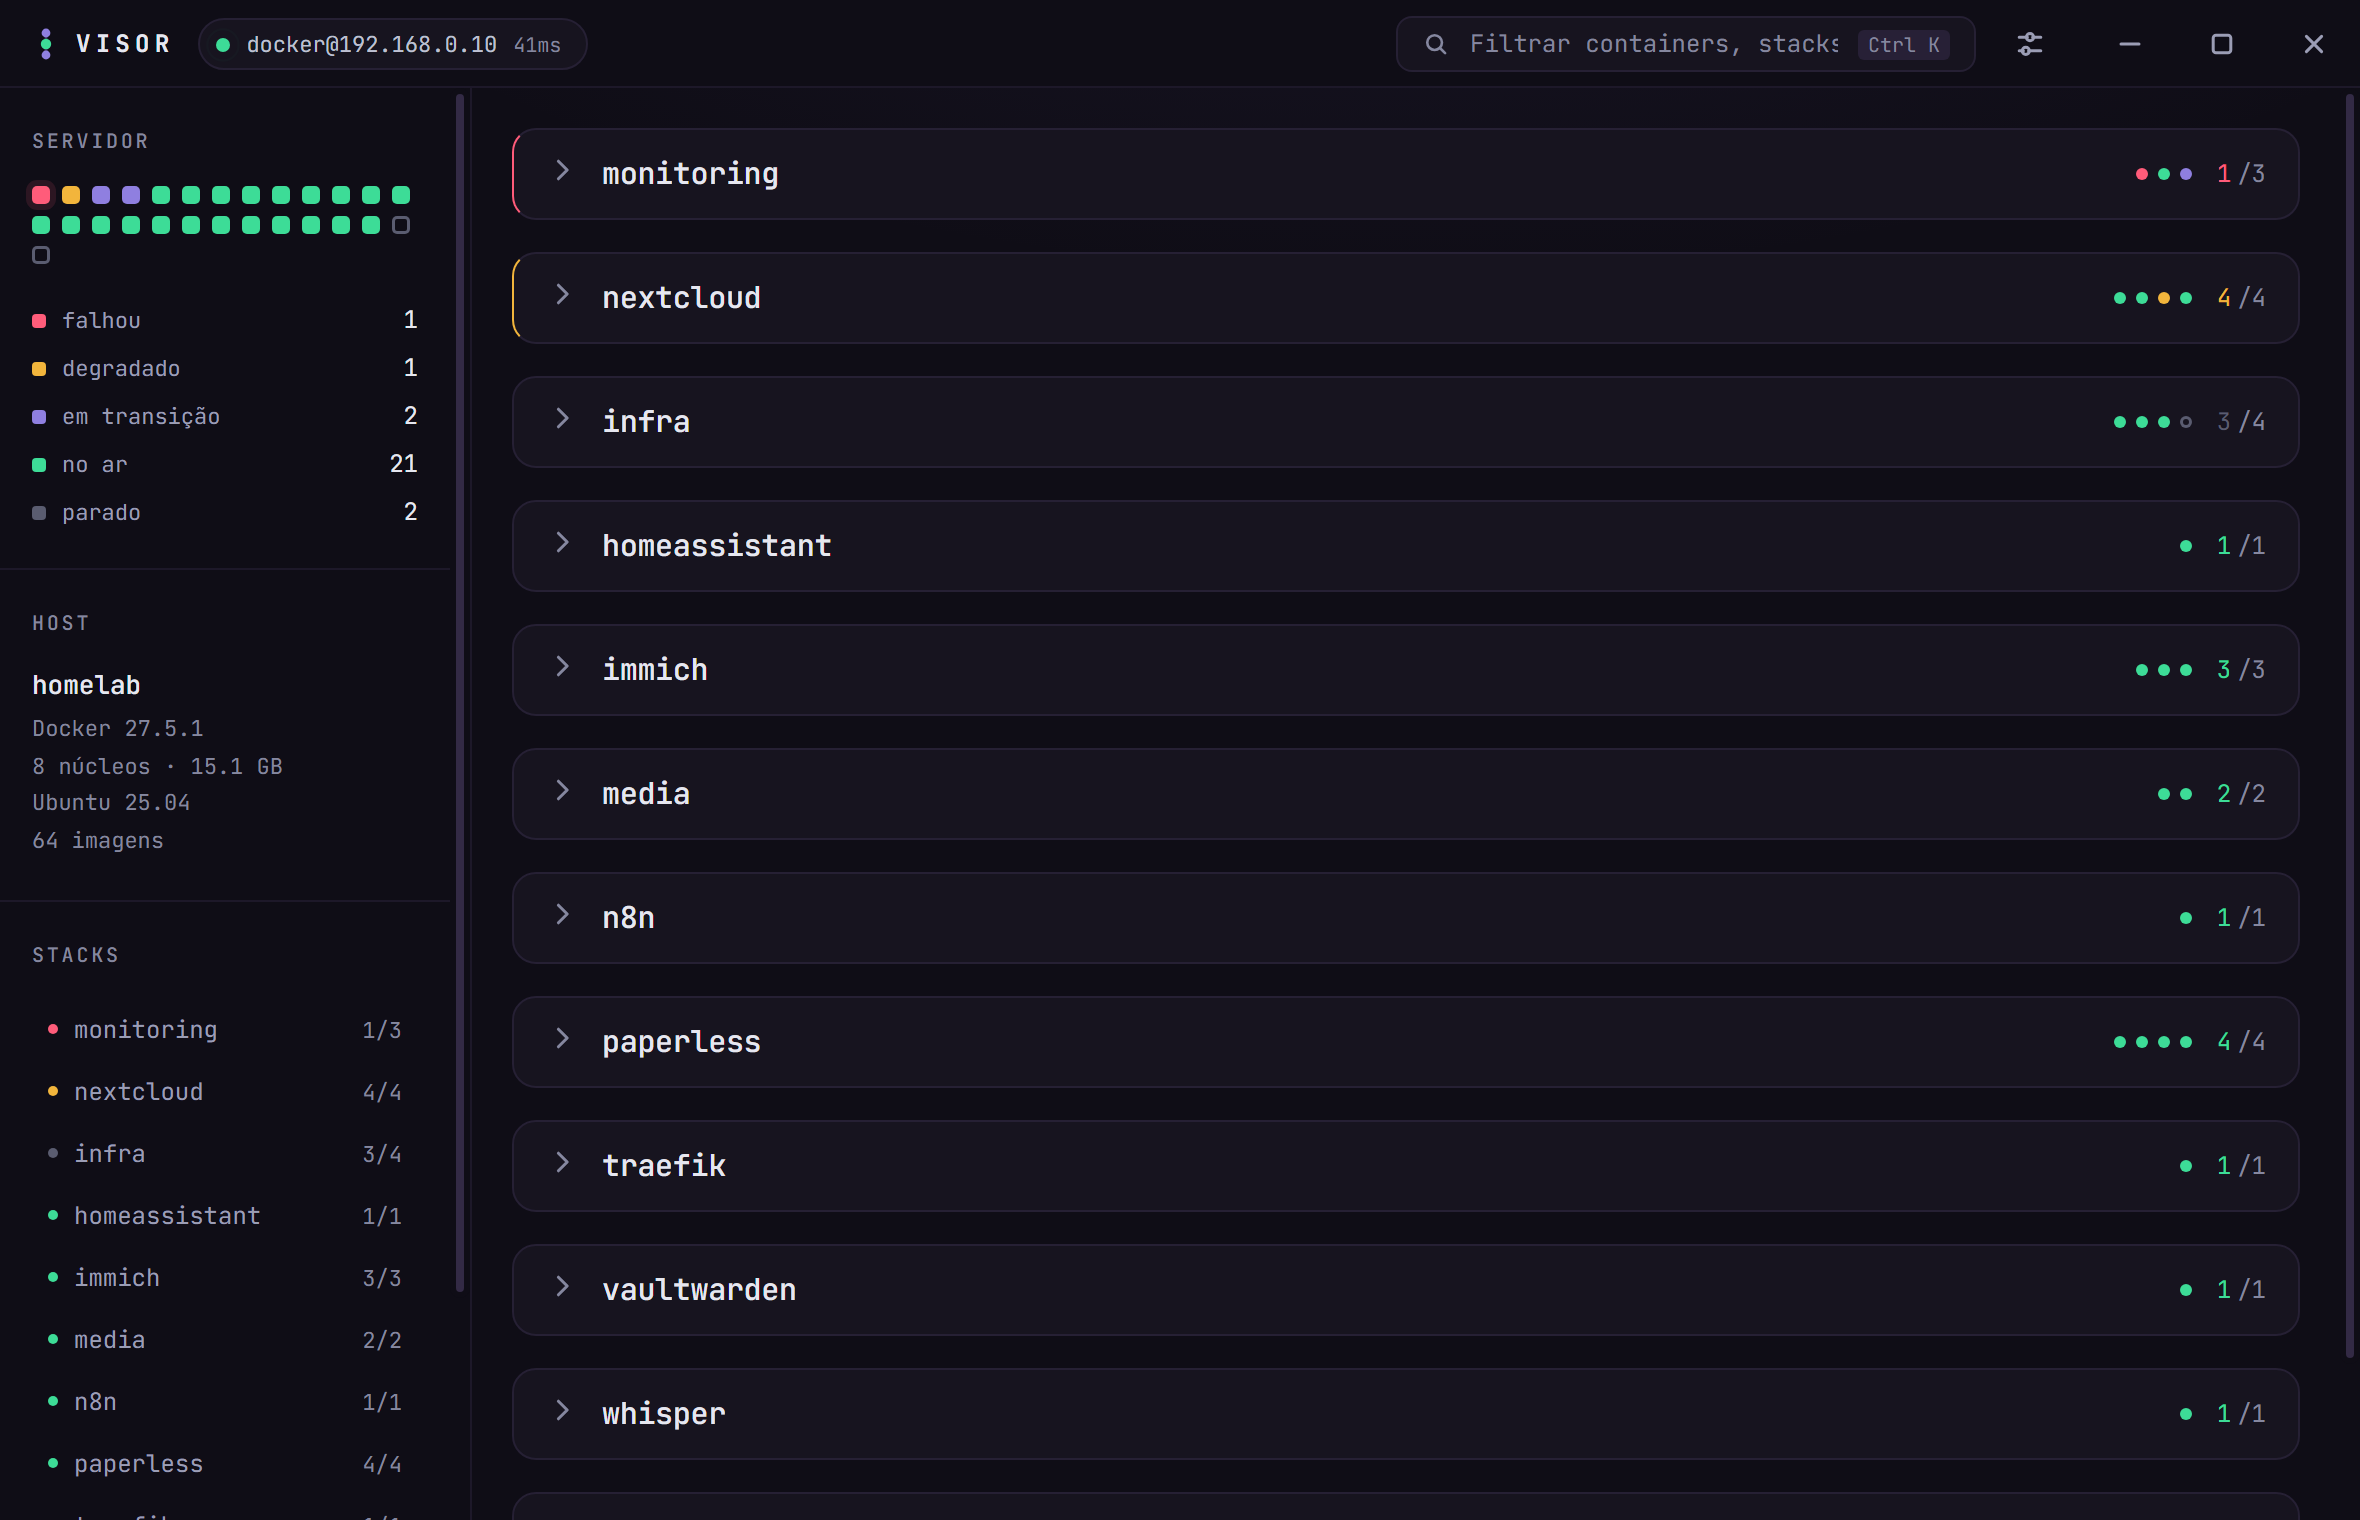 VISOR
docker@192.168.0.10 41ms
Filtrar containers, stacks
Ctrl K
SERVIDOR
falhou 1
degradado 1
em transição 2
no ar 21
parado 2
HOST
homelab
Docker 27.5.1
8 núcleos · 15.1 GB
Ubuntu 25.04
64 imagens
STACKS
monitoring 1/3
nextcloud 4/4
infra 3/4
homeassistant 1/1
immich 3/3
media 2/2
n8n 1/1
paperless 4/4
monitoring 1/3
nextcloud 4/4
infra 3/4
homeassistant 1/1
immich 3/3
media 2/2
n8n 1/1
paperless 4/4
traefik 1/1
vaultwarden 1/1
whisper 1/1